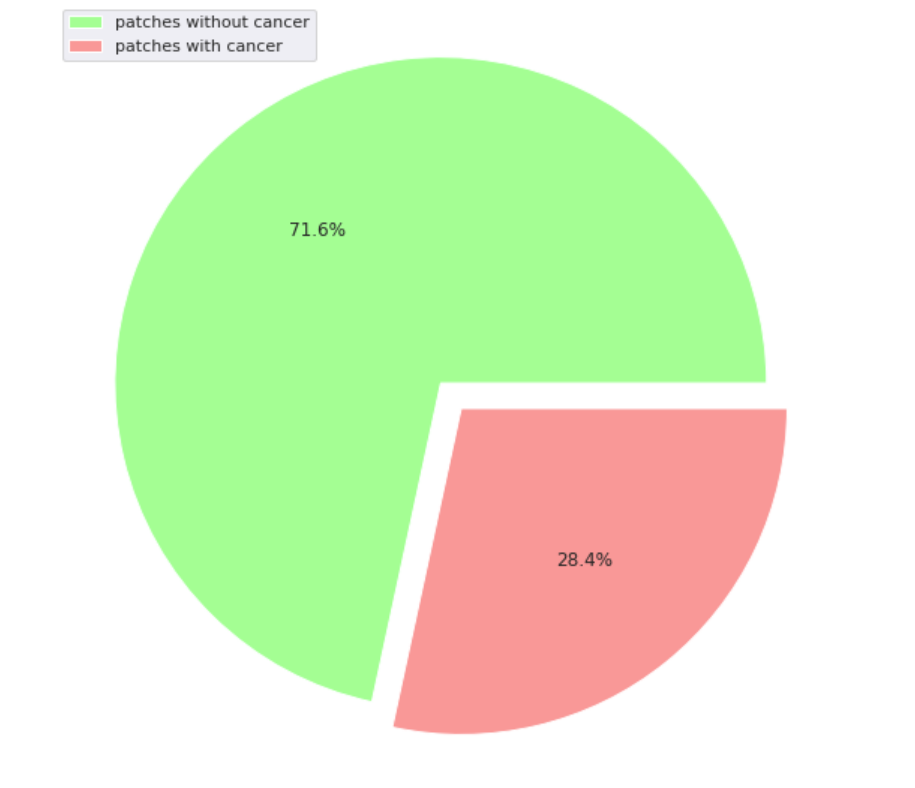 patches without cancer
patches with cancer
71.6%
28.4%